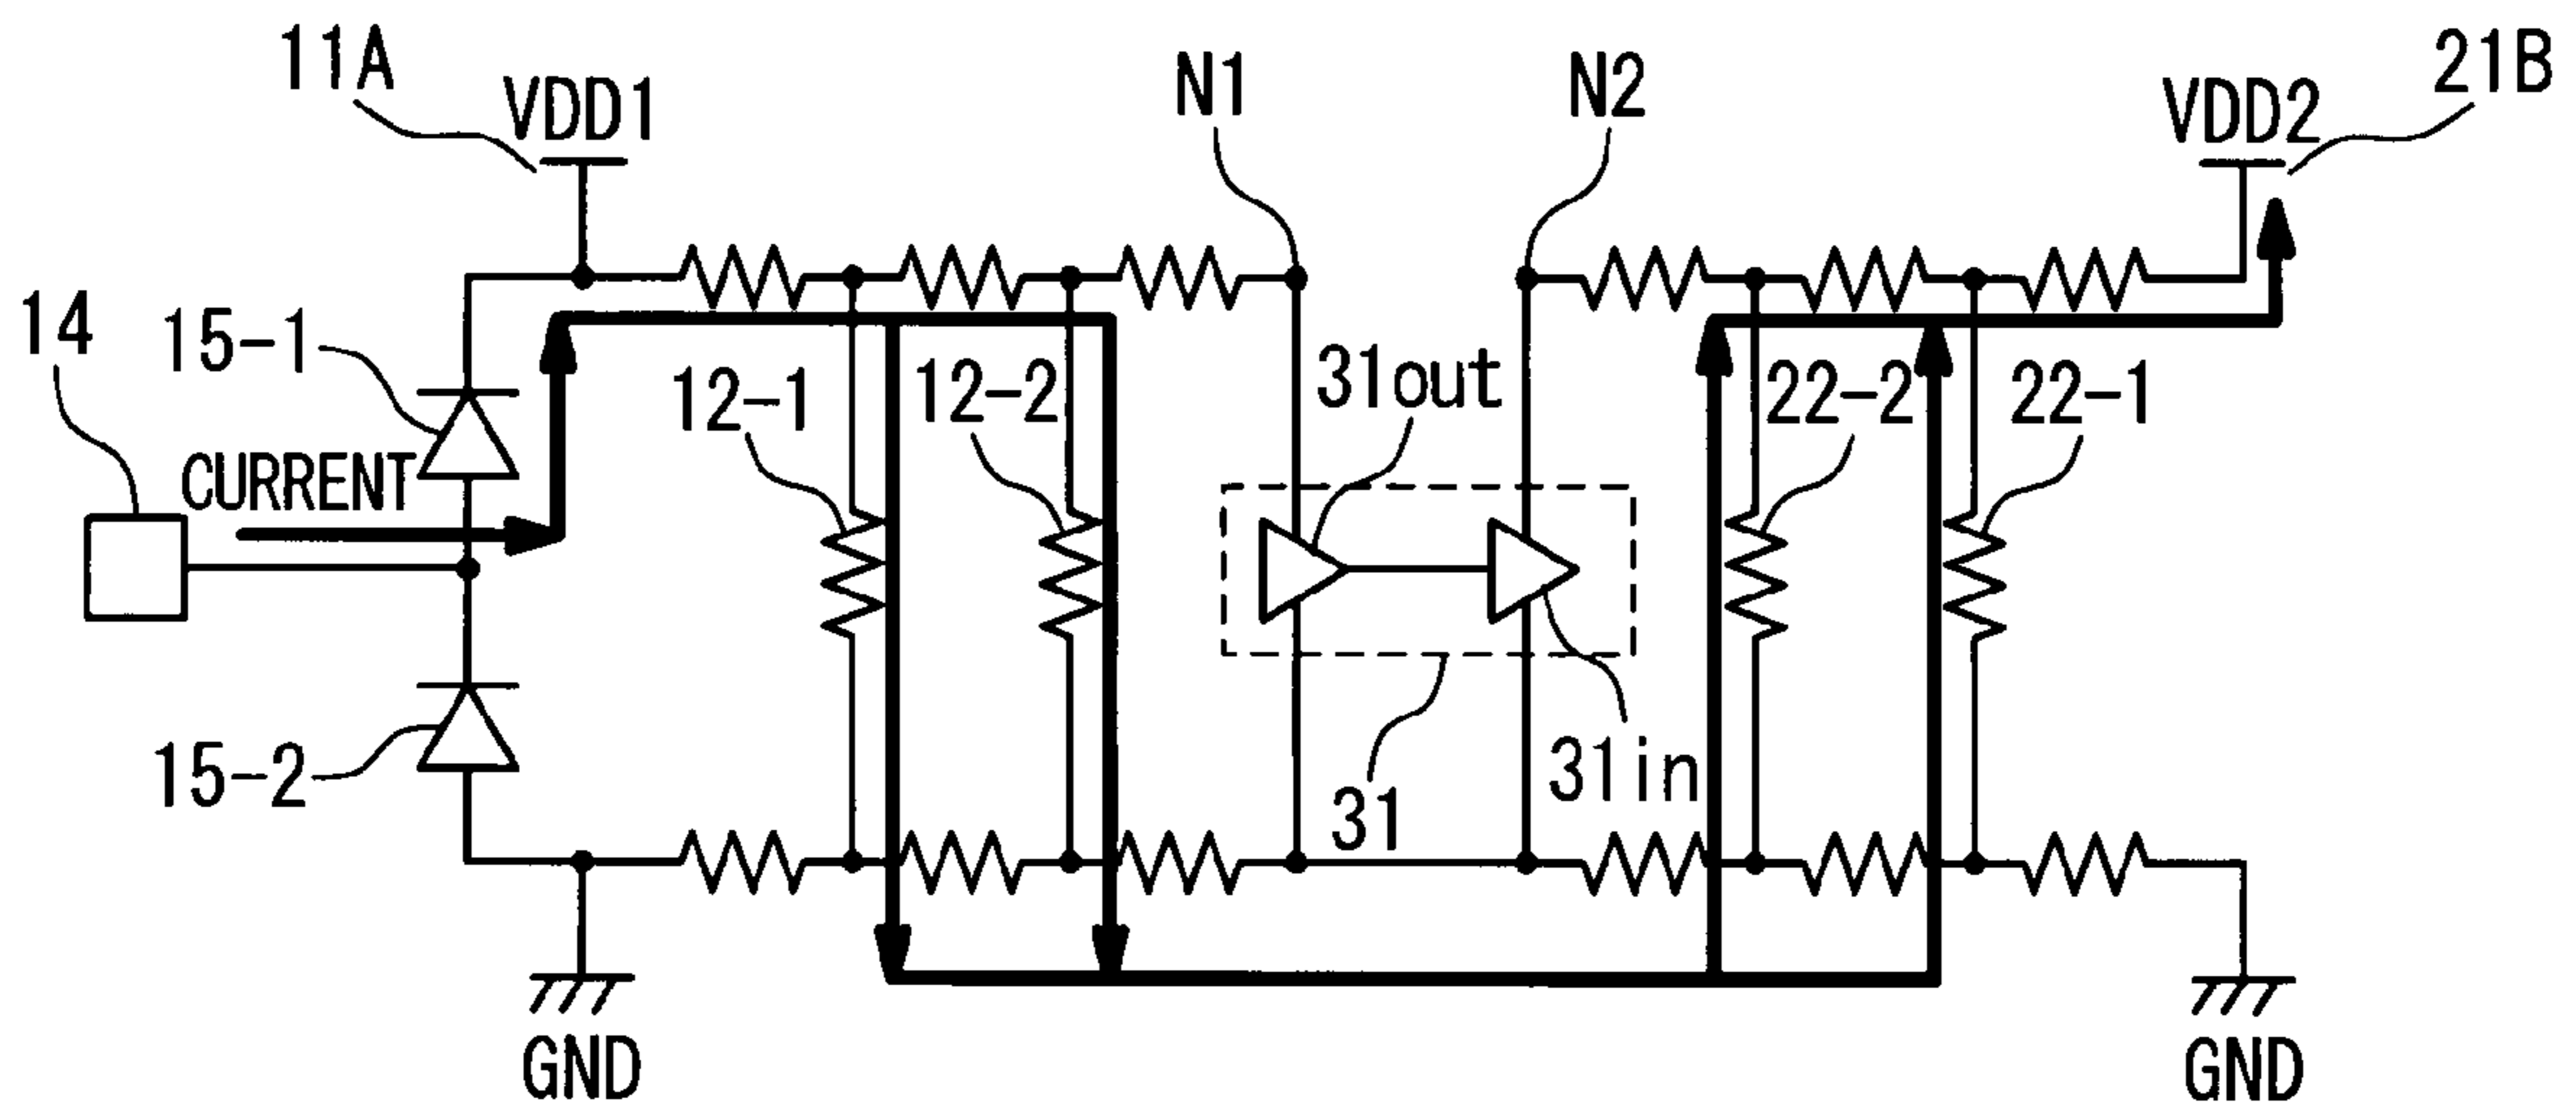 11A
VDD1
N1
N2
VDD2
21B
14
15-1
CURRENT
12-1
12-2
31out
22-2
22-1
15-2
31
31in
GND
GND